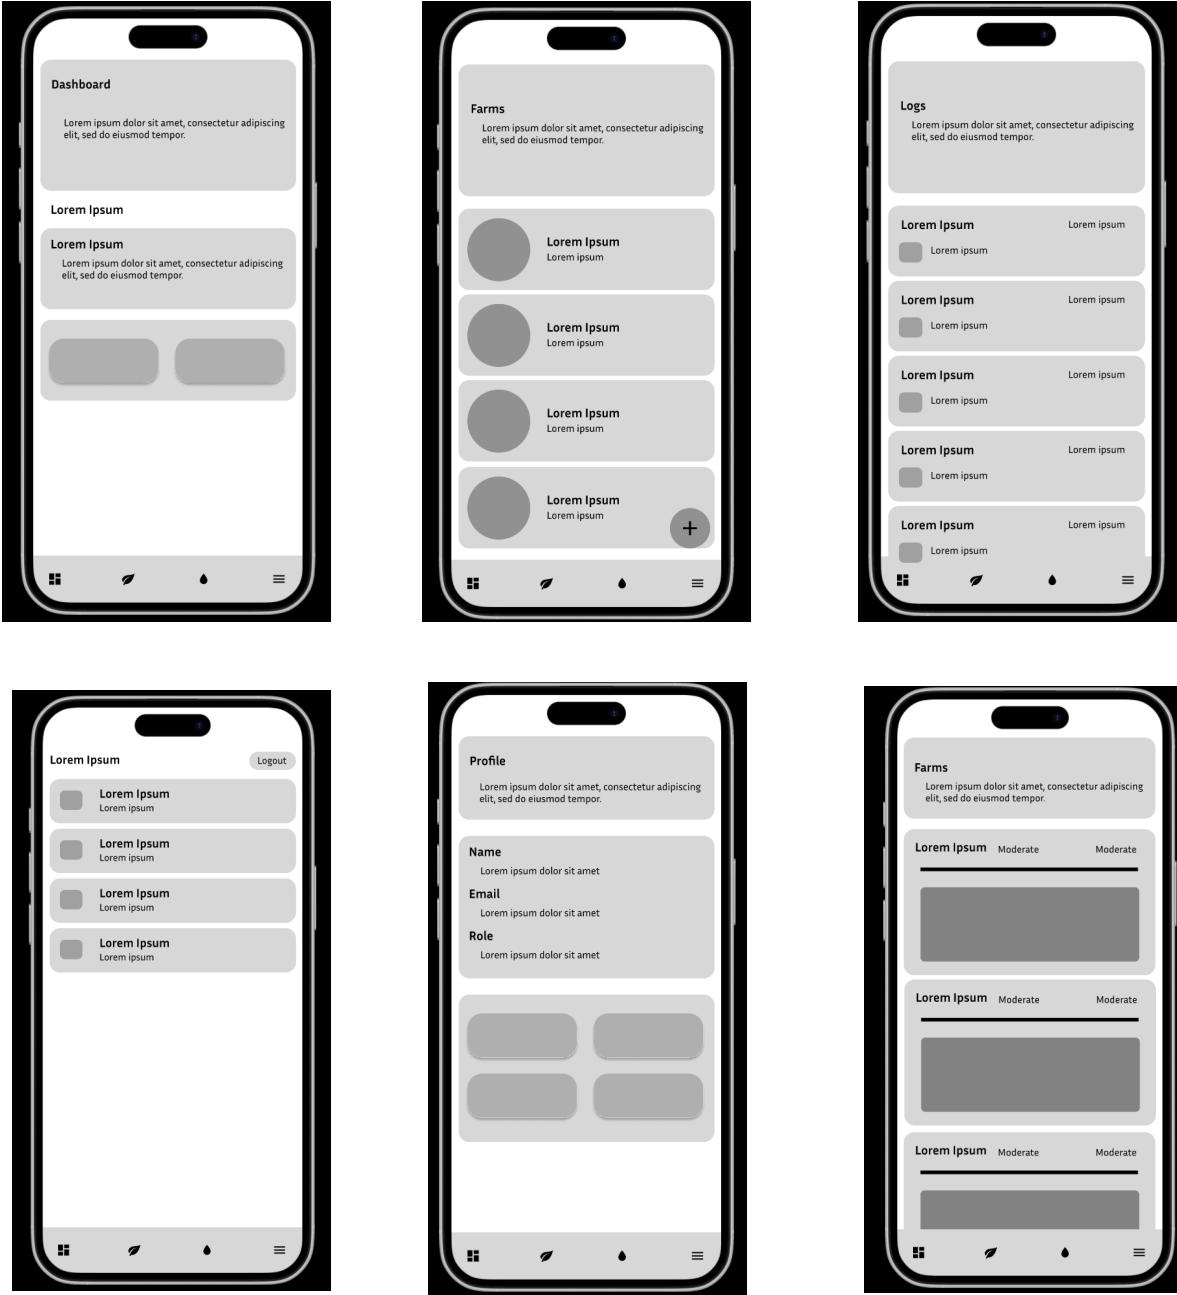 Dashboard
Lorem ipsum dolor sit amet, consectetur adipiscing
elit, sed do eiusmod tempor.
Lorem Ipsum
Lorem Ipsum
Lorem ipsum dolor sit amet, consectetur adipiscing
elit, sed do eiusmod tempor.
Farms
Lorem ipsum dolor sit amet, consectetur adipiscing
elit, sed do eiusmod tempor.
Lorem Ipsum
Lorem ipsum
Lorem Ipsum
Lorem ipsum
Lorem Ipsum
Lorem ipsum
Lorem Ipsum
Lorem ipsum
+
Logs
Lorem ipsum dolor sit amet, consectetur adipiscing
elit, sed do eiusmod tempor.
Lorem Ipsum Lorem ipsum
Lorem ipsum
Lorem Ipsum Lorem ipsum
Lorem ipsum
Lorem Ipsum Lorem ipsum
Lorem ipsum
Lorem Ipsum Lorem ipsum
Lorem ipsum
Lorem Ipsum Lorem ipsum
Lorem ipsum
Lorem Ipsum Logout
Lorem Ipsum
Lorem ipsum
Lorem Ipsum
Lorem ipsum
Lorem Ipsum
Lorem ipsum
Lorem Ipsum
Lorem ipsum
Profile
Lorem ipsum dolor sit amet, consectetur adipiscing
elit, sed do eiusmod tempor.
Name
Lorem ipsum dolor sit amet
Email
Lorem ipsum dolor sit amet
Role
Lorem ipsum dolor sit amet
Farms
Lorem ipsum dolor sit amet, consectetur adipiscing
elit, sed do eiusmod tempor.
Lorem Ipsum Moderate Moderate
Lorem Ipsum Moderate Moderate
Lorem Ipsum Moderate Moderate